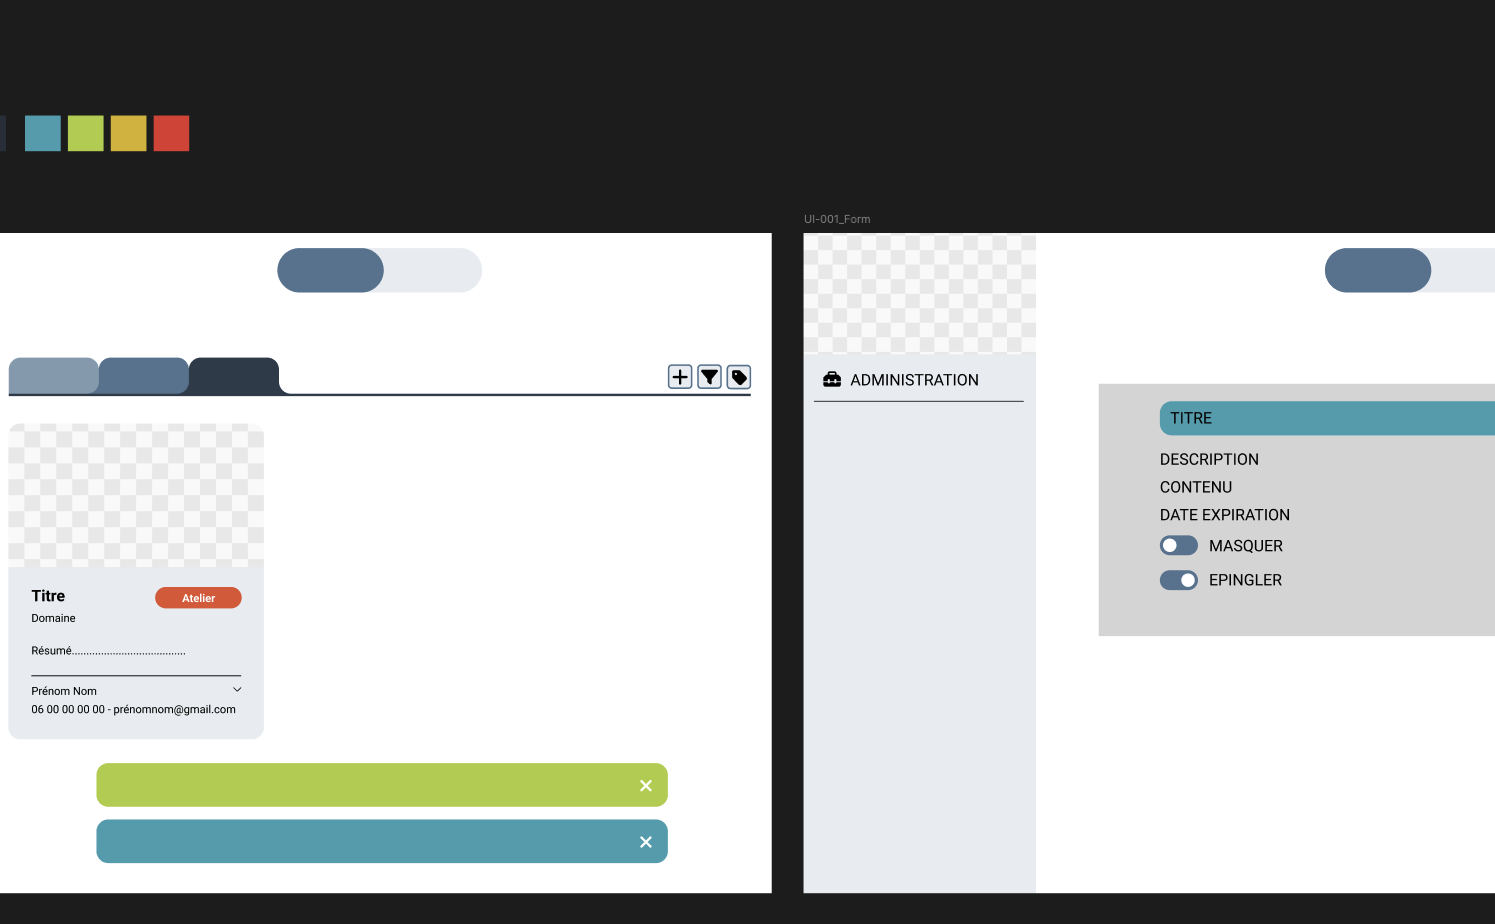 UI-001_Form
Titre
Atelier
Domaine
Résumé.......................................
Prénom Nom
06 00 00 00 00 - prénomnom@gmail.com
ADMINISTRATION
TITRE
DESCRIPTION
CONTENU
DATE EXPIRATION
MASQUER
EPINGLER